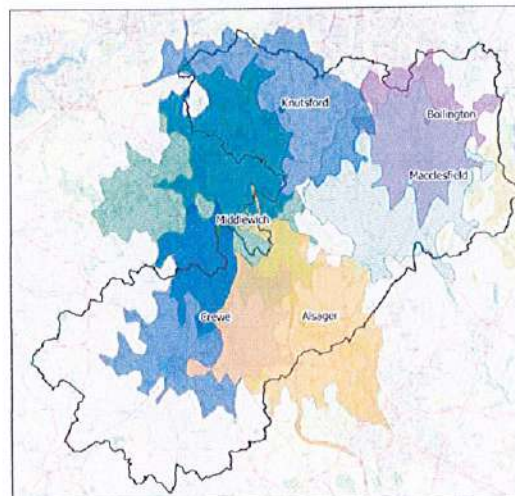 Knutsford
Bollington
Macclesfield
Middlewich
Crewe
Alsager